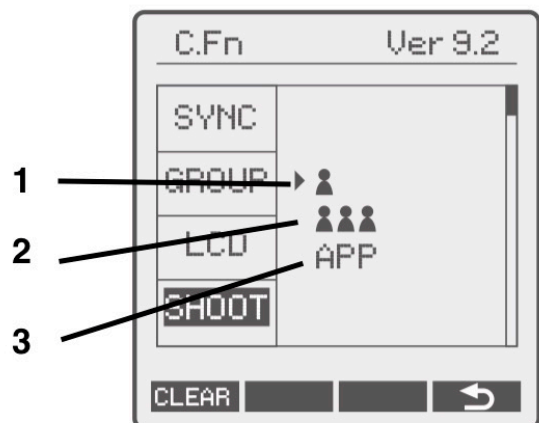 C.Fn Ver 9.2
SYNC
1 GROUP
2 LCD
APP
3 SHOOT
CLEAR